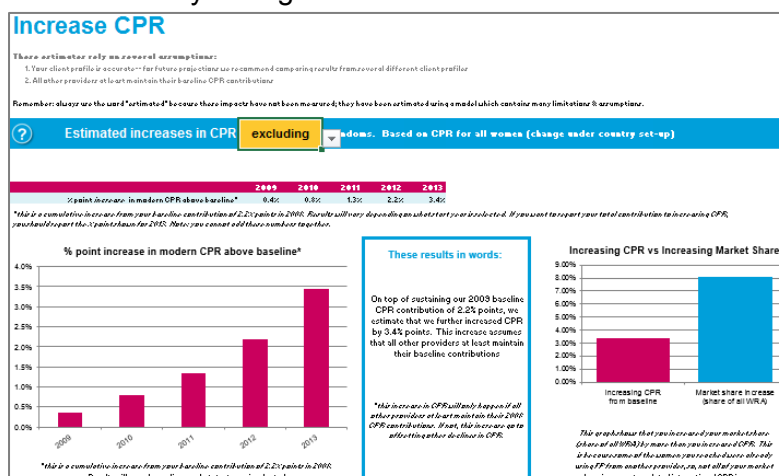 Increase CPR
These estimates rely on several assumptions:
1. Your client profile is accurate--for future projections we recommend comparing results from several different client profiles
2. All other providers at least maintain their baseline CPR contributions
Remember: always use the word "estimated" because these impacts have not been measured; they have been estimated using a model which contains many limitations & assumptions.
? Estimated increases in CPR excluding ndoms. Based on CPR for all women (change under country set-up)
2009 2010 2011 2012 2013
% point increase in modern CPR above baseline* 0.4% 0.8% 1.3% 2.2% 3.4%
*this is a cumulative increase from your baseline contribution of 2.2% points in 2008. Results will vary depending on what start year is selected. If you want to report your total contribution to increasing CPR,
you should report the % point shown for 2013. Note: you cannot add these numbers together.
% point increase in modern CPR above baseline*
4.0%
3.5%
3.0%
2.5%
2.0%
1.5%
1.0%
0.5%
0.0%
2009 2010 2011 2012 2013
*this is a cumulative increase from your baseline contribution of 2.2% points in 2008.
These results in words:
On top of sustaining our 2009 baseline
CPR contribution of 2.2% points, we
estimate that we further increased CPR
by 3.4% points. This increase assumes
that all other providers at least maintain
their baseline contributions
*this increase in CPR will only happen if all
other providers at least maintain their 2008
CPR contributions. If not, this increase go to
offsetting other declines in CPR.
Increasing CPR vs Increasing Market Share
9.00%
8.00%
7.00%
6.00%
5.00%
4.00%
3.00%
2.00%
1.00%
0.00%
Increasing CPR
from baseline
Market share increase
(share of all WRA)
This graph shows that you increased your market share
(share of all WRA) by more than you increased CPR. This
is because some of the women you reached were already
using FP from another provider, so, not all of your market